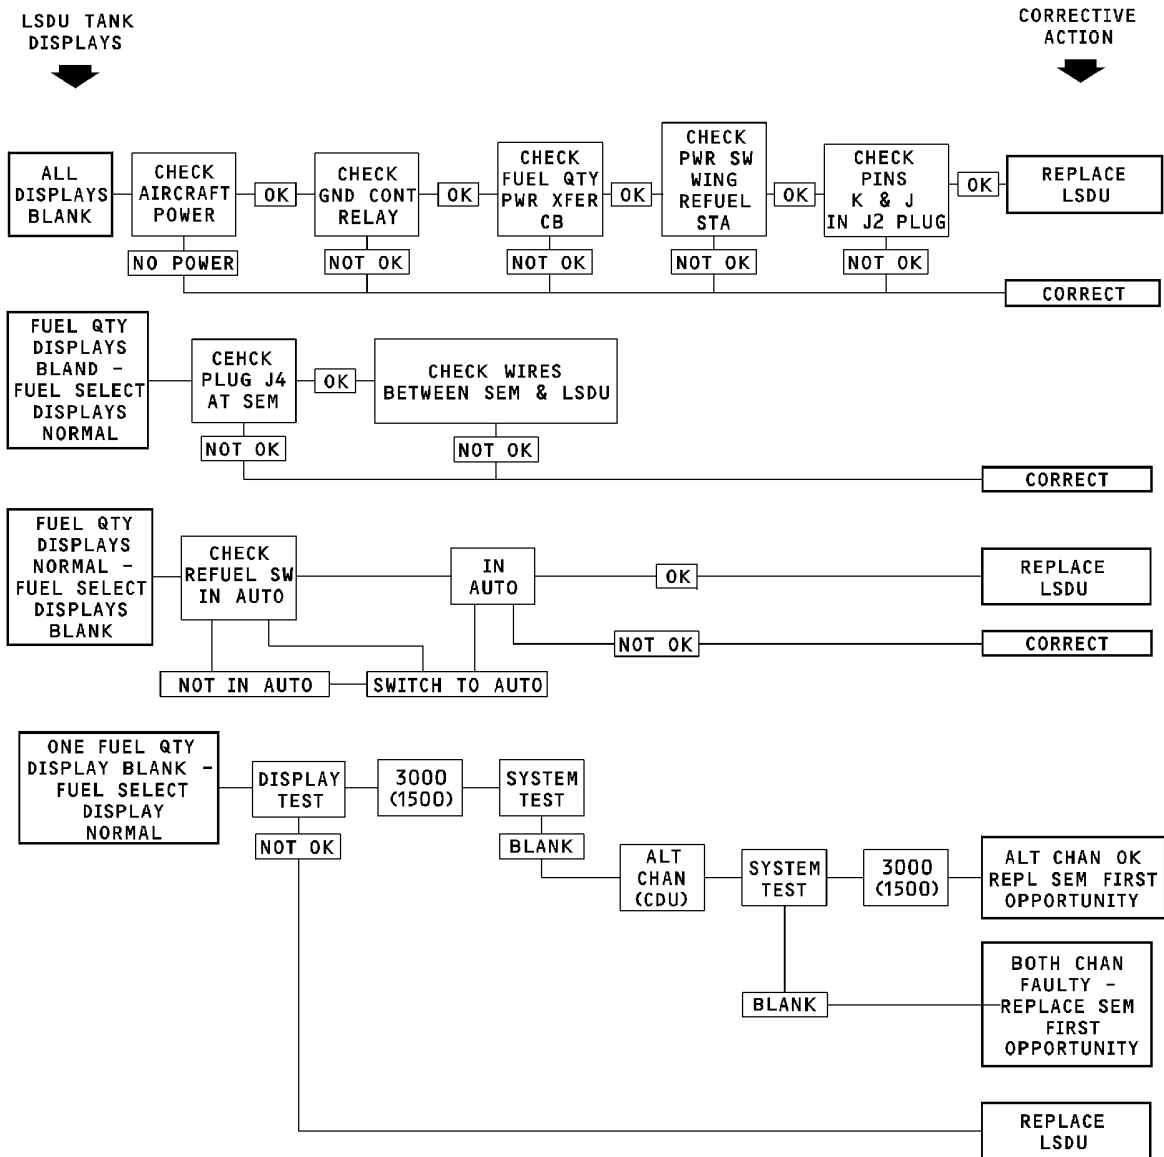 LSDU TANK
DISPLAYS
CORRECTIVE
ACTION
ALL
DISPLAYS
BLANK
CHECK
AIRCRAFT
POWER
OK
CHECK
GND CONT
RELAY
OK
CHECK
FUEL QTY
PWR XFER
CB
OK
CHECK
PWR SW
WING
REFUEL
STA
OK
CHECK
PINS
K & J
IN J2 PLUG
OK
REPLACE
LSDU
NO POWER
NOT OK
NOT OK
NOT OK
NOT OK
CORRECT
FUEL QTY
DISPLAYS
BLAND -
FUEL SELECT
DISPLAYS
NORMAL
CEHCK
PLUG J4
AT SEM
OK
CHECK WIRES
BETWEEN SEM & LSDU
NOT OK
NOT OK
CORRECT
FUEL QTY
DISPLAYS
NORMAL -
FUEL SELECT
DISPLAYS
BLANK
CHECK
REFUEL SW
IN AUTO
IN
AUTO
OK
REPLACE
LSDU
NOT OK
CORRECT
NOT IN AUTO
SWITCH TO AUTO
ONE FUEL QTY
DISPLAY BLANK -
FUEL SELECT
DISPLAY
NORMAL
DISPLAY
TEST
3000
(1500)
SYSTEM
TEST
NOT OK
BLANK
ALT
CHAN
(CDU)
SYSTEM
TEST
3000
(1500)
ALT CHAN OK
REPL SEM FIRST
OPPORTUNITY
BLANK
BOTH CHAN
FAULTY -
REPLACE SEM
FIRST
OPPORTUNITY
REPLACE
LSDU